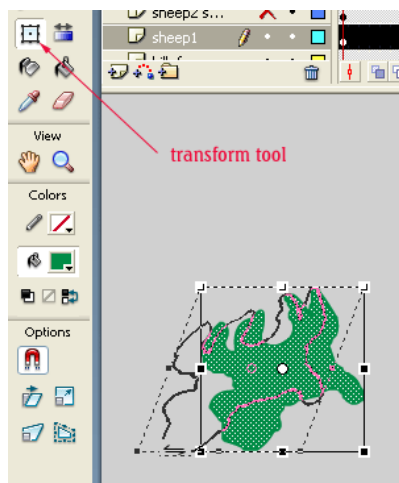 sheep2 s...
sheep1
transform tool
View
Colors
Options